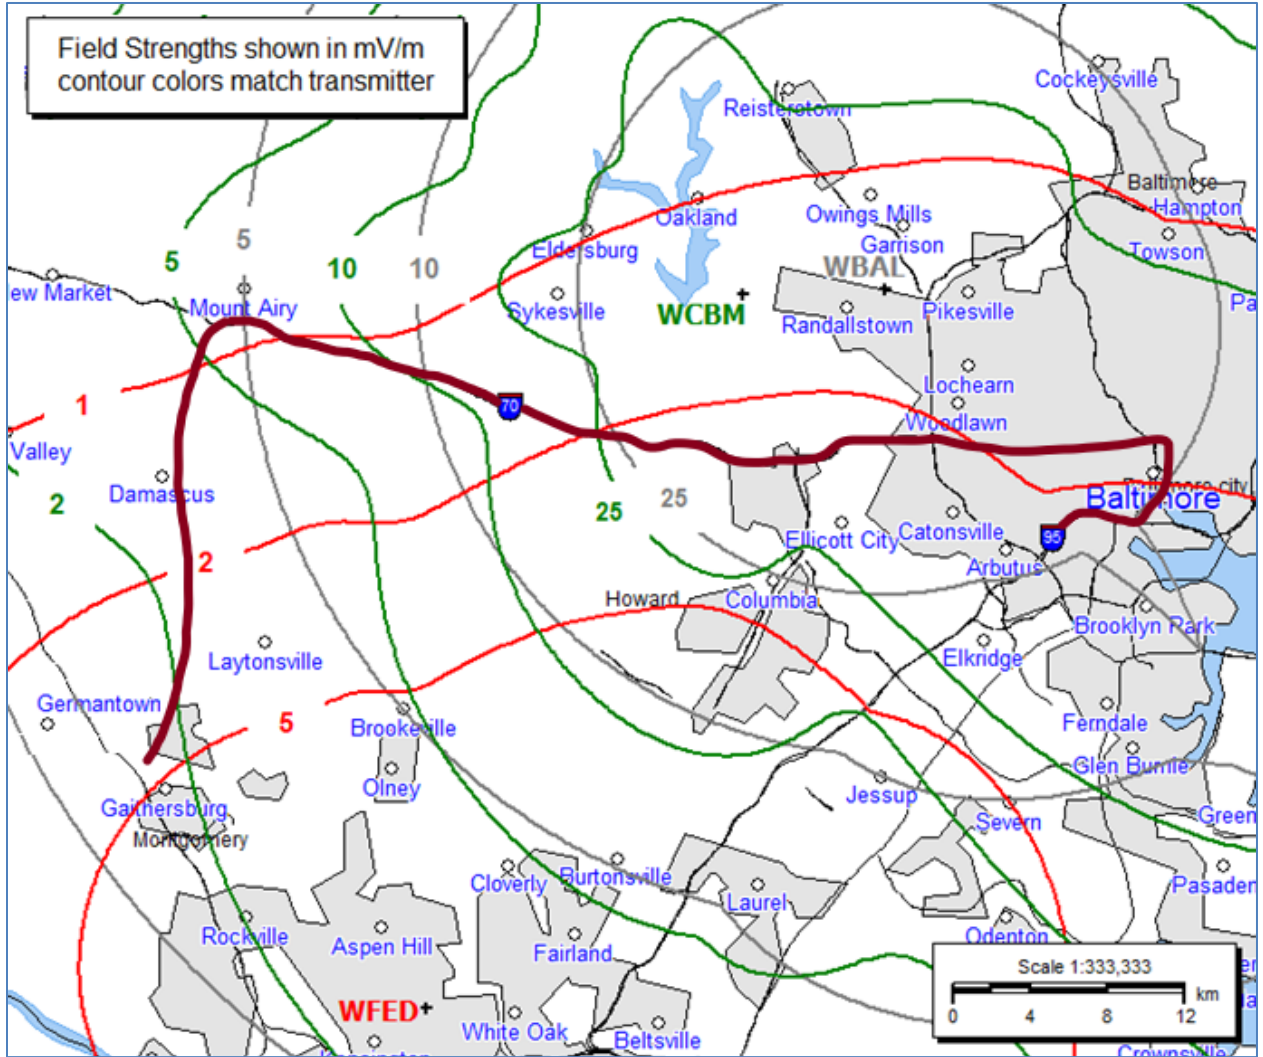 Field Strengths shown in mV/m
contour colors match transmitter
Cockeysville
Reisterstown
Baltimore
Hampton
Oakland
Owings Mills
Garrison
Towson
Eldersburg
5
5
10
10
WBAL
ew Market
Mount Airy
Sykesville
WCBM
Randallstown
Pikesville
Pa
Lochearn
1
70
Woodlawn
Valley
Damascus
2
25
25
Baltimore city
Baltimore
Ellicott City
Catonsville
95
Arbutus
2
Howard
Columbia
Brooklyn Park
Laytonsville
Elkridge
Germantown
5
Brookeville
Ferndale
Glen Burnie
Olney
Jessup
Gaithersburg
Montgomery
Severn
Green
Cloverly
Burtonsville
Laurel
Pasaden
Rockville
Aspen Hill
Fairland
Odenton
Scale 1:333,333
km
0 4 8 12
WFED
White Oak
Beltsville
Kensington
Crownsville